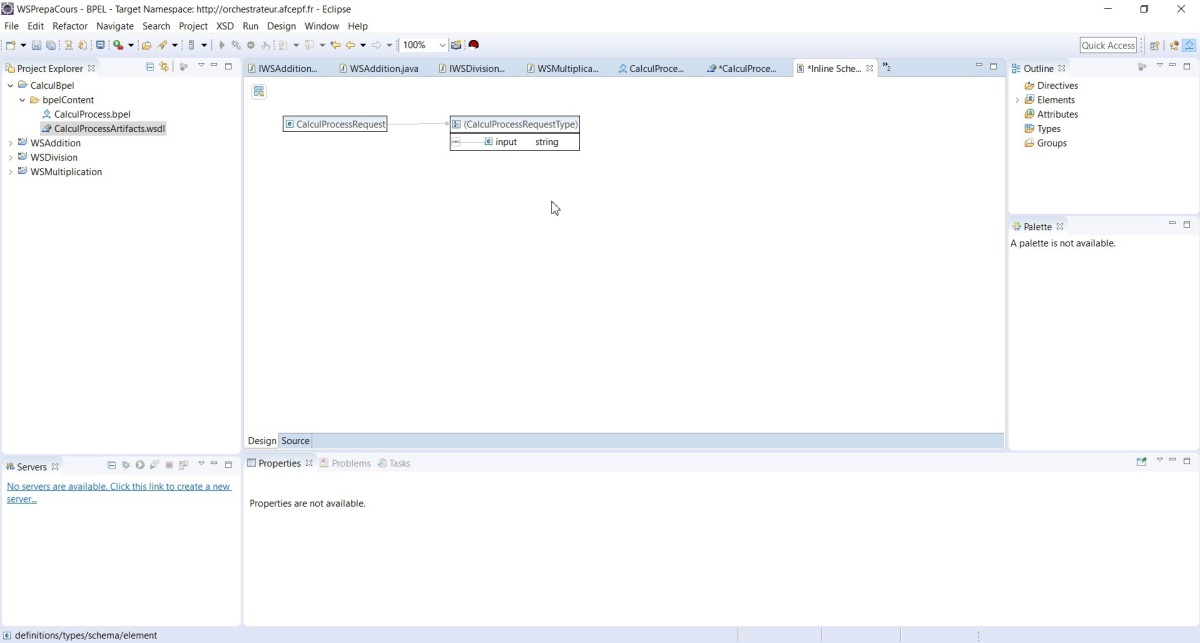 WSPrepaCours - BPEL - Target Namespace: http://orchestrateur.afcepf.fr - Eclipse
File Edit Refactor Navigate Search Project XSD Run Design Window Help
100% Quick Access
Project Explorer
CalculBpel
bpelContent
CalculProcess.bpel
CalculProcessArtifacts.wsdl
WSAddition
WSDivision
WSMultiplication
IWSAddition... WSAddition.java IWSDivision... WSMultiplica... CalculProce... *CalculProce... *Inline Sche... »2
CalculProcessRequest (CalculProcessRequestType)
input string
Design Source
Outline
Directives
Elements
Attributes
Types
Groups
Palette
A palette is not available.
Servers
No servers are available. Click this link to create a new
server...
Properties Problems Tasks
Properties are not available.
definitions/types/schema/element